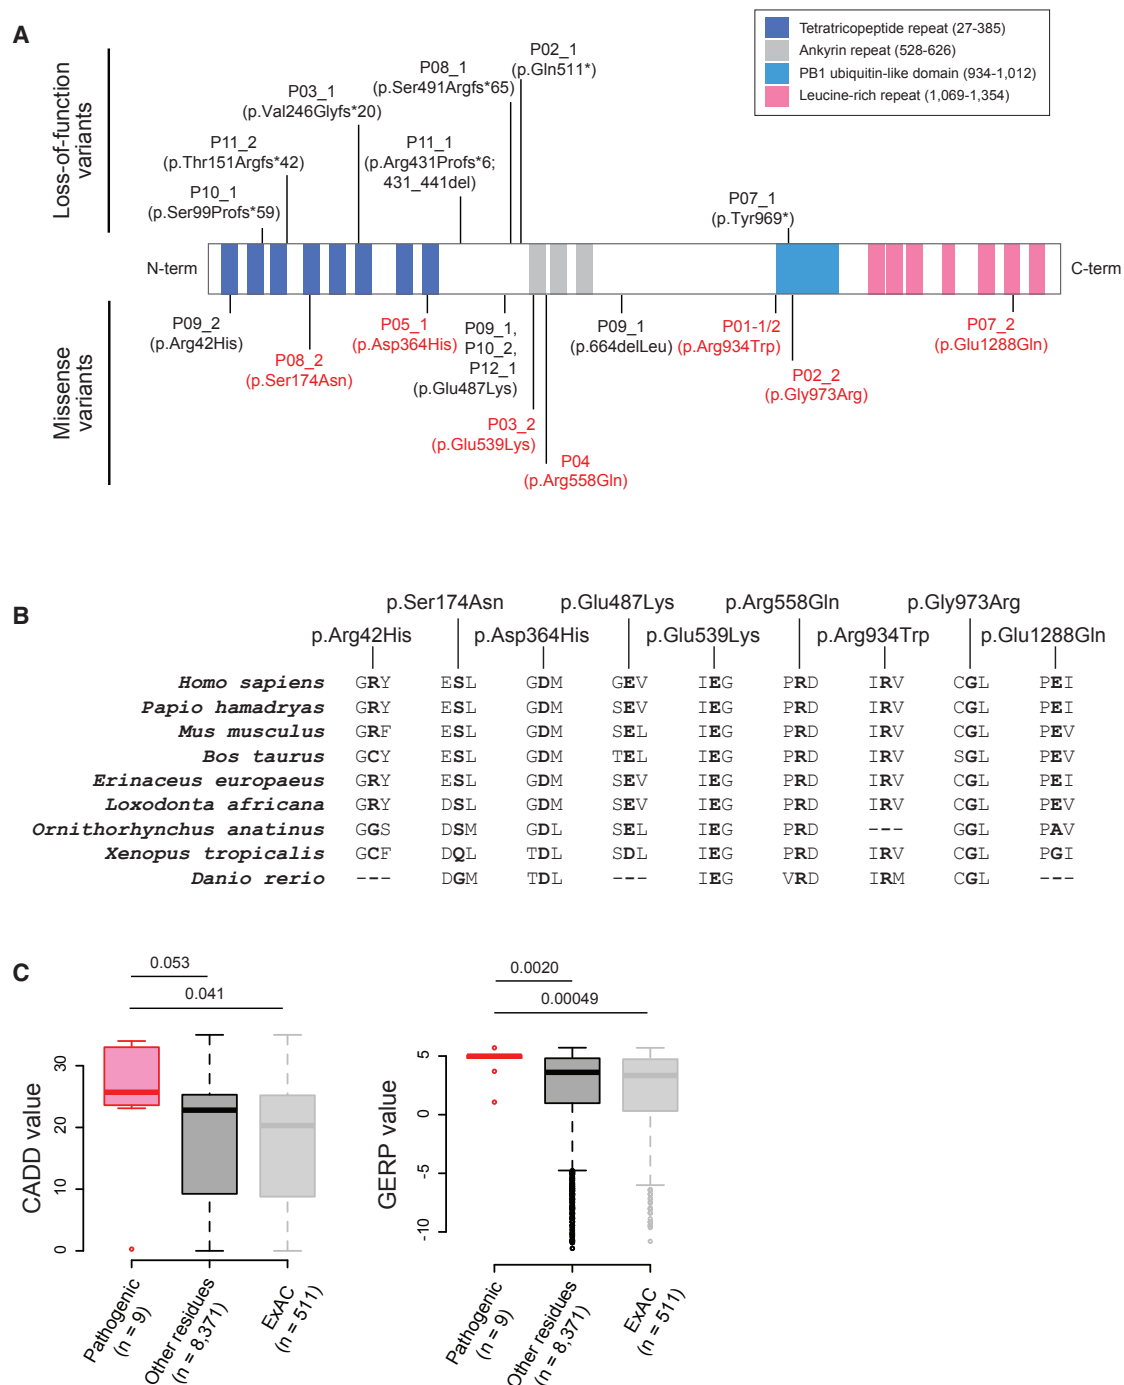 A
Tetratricopeptide repeat (27-385)
Ankyrin repeat (528-626)
PB1 ubiquitin-like domain (934-1,012)
Leucine-rich repeat (1,069-1,354)
Loss-of-function
variants
P02_1
(p.Gln511*)
P08_1
(p.Ser491Argfs*65)
P03_1
(p.Val246Glyfs*20)
P11_2
(p.Thr151Argfs*42)
P11_1
(p.Arg431Profs*6;
431_441del)
P10_1
(p.Ser99Profs*59)
P07_1
(p.Tyr969*)
N-term
C-term
Missense
variants
P09_2
(p.Arg42His)
P08_2
(p.Ser174Asn)
P05_1
(p.Asp364His)
P09_1,
P10_2,
P12_1
(p.Glu487Lys)
P03_2
(p.Glu539Lys)
P04
(p.Arg558Gln)
P09_1
(p.664delLeu)
P01-1/2
(p.Arg934Trp)
P02_2
(p.Gly973Arg)
P07_2
(p.Glu1288Gln)
B
p.Ser174Asn p.Glu487Lys p.Arg558Gln p.Gly973Arg
p.Arg42His p.Asp364His p.Glu539Lys p.Arg934Trp p.Glu1288Gln
Homo sapiens GRY ESL GDM GEV IEG PRD IRV CGL PEI
Papio hamadryas GRY ESL GDM SEV IEG PRD IRV CGL PEI
Mus musculus GRF ESL GDM SEL IEG PRD IRV CGL PEV
Bos taurus GCY ESL GDM TEL IEG PRD IRV SGL PEV
Erinaceus europaeus GRY ESL GDM SEV IEG PRD IRV CGL PEI
Loxodonta africana GRY DSL GDM SEV IEG PRD IRV CGL PEV
Ornithorhynchus anatinus GGS DSM GDL SEL IEG PRD --- GGL PAV
Xenopus tropicalis GCF DQL TDL SDL IEG PRD IRV CGL PGI
Danio rerio --- DGM TDL --- IEG VRD IRM CGL ---
C
0.053
0.041
CADD value
30
20
10
0
Pathogenic
(n = 9)
Other residues
(n = 8,371)
ExAC
(n = 511)
0.0020
0.00049
GERP value
5
0
-5
-10
Pathogenic
(n = 9)
Other residues
(n = 8,371)
ExAC
(n = 511)